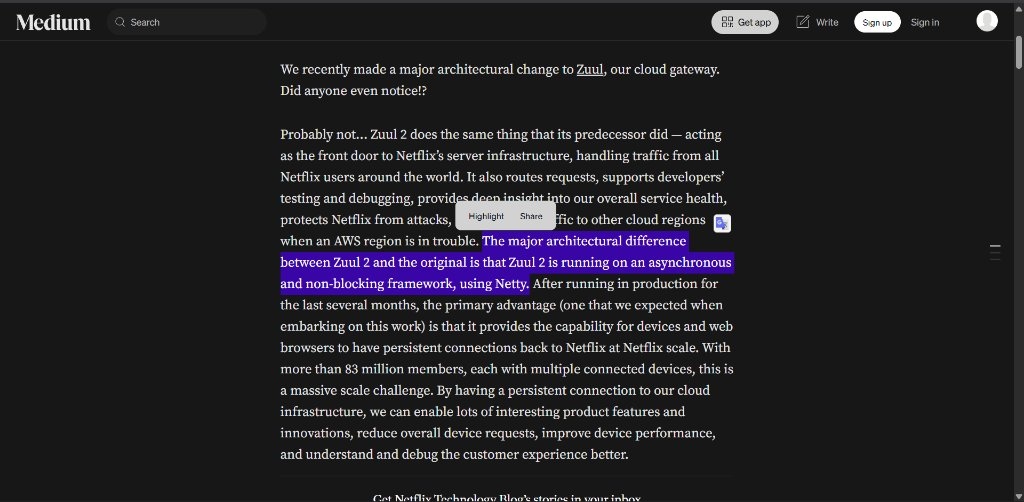 Medium
Search
Get app
Write
Sign up
Sign in
We recently made a major architectural change to Zuul, our cloud gateway.
Did anyone even notice!?
Probably not… Zuul 2 does the same thing that its predecessor did — acting
as the front door to Netflix’s server infrastructure, handling traffic from all
Netflix users around the world. It also routes requests, supports developers’
testing and debugging, provides deep insight into our overall service health,
protects Netflix from attacks, ffic to other cloud regions
Highlight Share
when an AWS region is in trouble. The major architectural difference
between Zuul 2 and the original is that Zuul 2 is running on an asynchronous
and non-blocking framework, using Netty. After running in production for
the last several months, the primary advantage (one that we expected when
embarking on this work) is that it provides the capability for devices and web
browsers to have persistent connections back to Netflix at Netflix scale. With
more than 83 million members, each with multiple connected devices, this is
a massive scale challenge. By having a persistent connection to our cloud
infrastructure, we can enable lots of interesting product features and
innovations, reduce overall device requests, improve device performance,
and understand and debug the customer experience better.
Get Netflix Technology Blog’s stories in your inbox